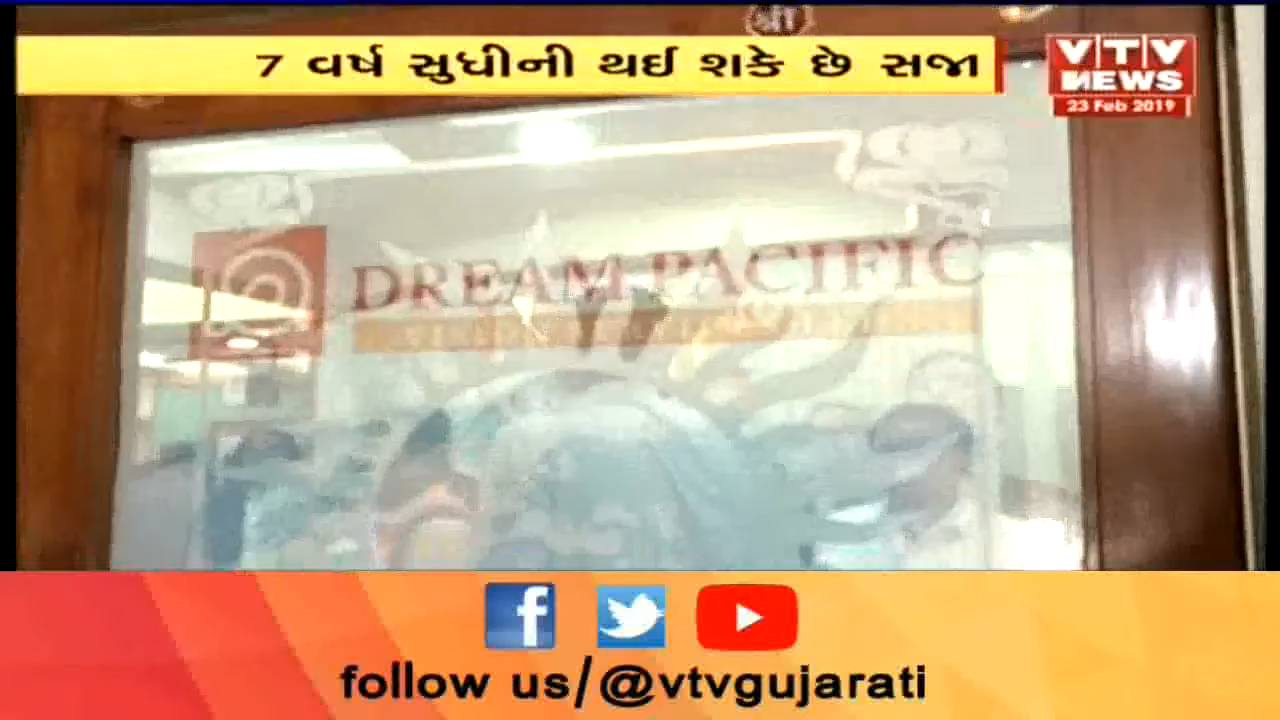 શ્રી
7 વર્ષ સુધીની થઈ શકે છે સજા
VTV
NEWS
23 Feb 2019
DREAM PACIFIC
follow us/@vtvgujarati